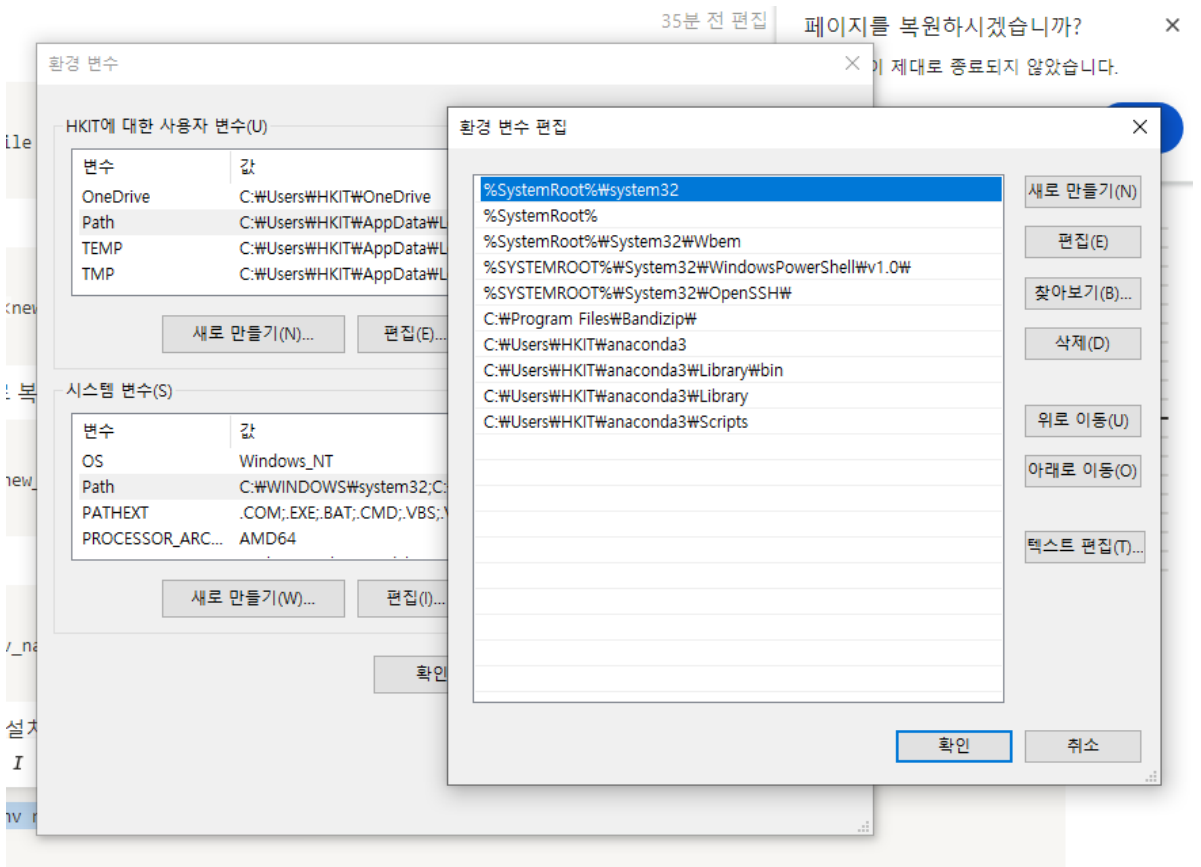 35분 전 편집
페이지를 복원하시겠습니까?
이 제대로 종료되지 않았습니다.
환경 변수
HKIT에 대한 사용자 변수(U)
변수 값
OneDrive C:₩Users₩HKIT₩OneDrive
Path C:₩Users₩HKIT₩AppData₩L
TEMP C:₩Users₩HKIT₩AppData₩L
TMP C:₩Users₩HKIT₩AppData₩L
새로 만들기(N)... 편집(E)...
시스템 변수(S)
변수 값
OS Windows_NT
Path C:₩WINDOWS₩system32;C:
PATHEXT .COM;.EXE;.BAT;.CMD;.VBS;.V
PROCESSOR_ARC... AMD64
새로 만들기(W)... 편집(I)...
확인
환경 변수 편집
%SystemRoot%₩system32
%SystemRoot%
%SystemRoot%₩System32₩Wbem
%SYSTEMROOT%₩System32₩WindowsPowerShell₩v1.0₩
%SYSTEMROOT%₩System32₩OpenSSH₩
C:₩Program Files₩Bandizip₩
C:₩Users₩HKIT₩anaconda3
C:₩Users₩HKIT₩anaconda3₩Library₩bin
C:₩Users₩HKIT₩anaconda3₩Library
C:₩Users₩HKIT₩anaconda3₩Scripts
새로 만들기(N)
편집(E)
찾아보기(B)...
삭제(D)
위로 이동(U)
아래로 이동(O)
텍스트 편집(T)...
확인 취소
ile
new
복
new_
v_na
설치
I
nv r